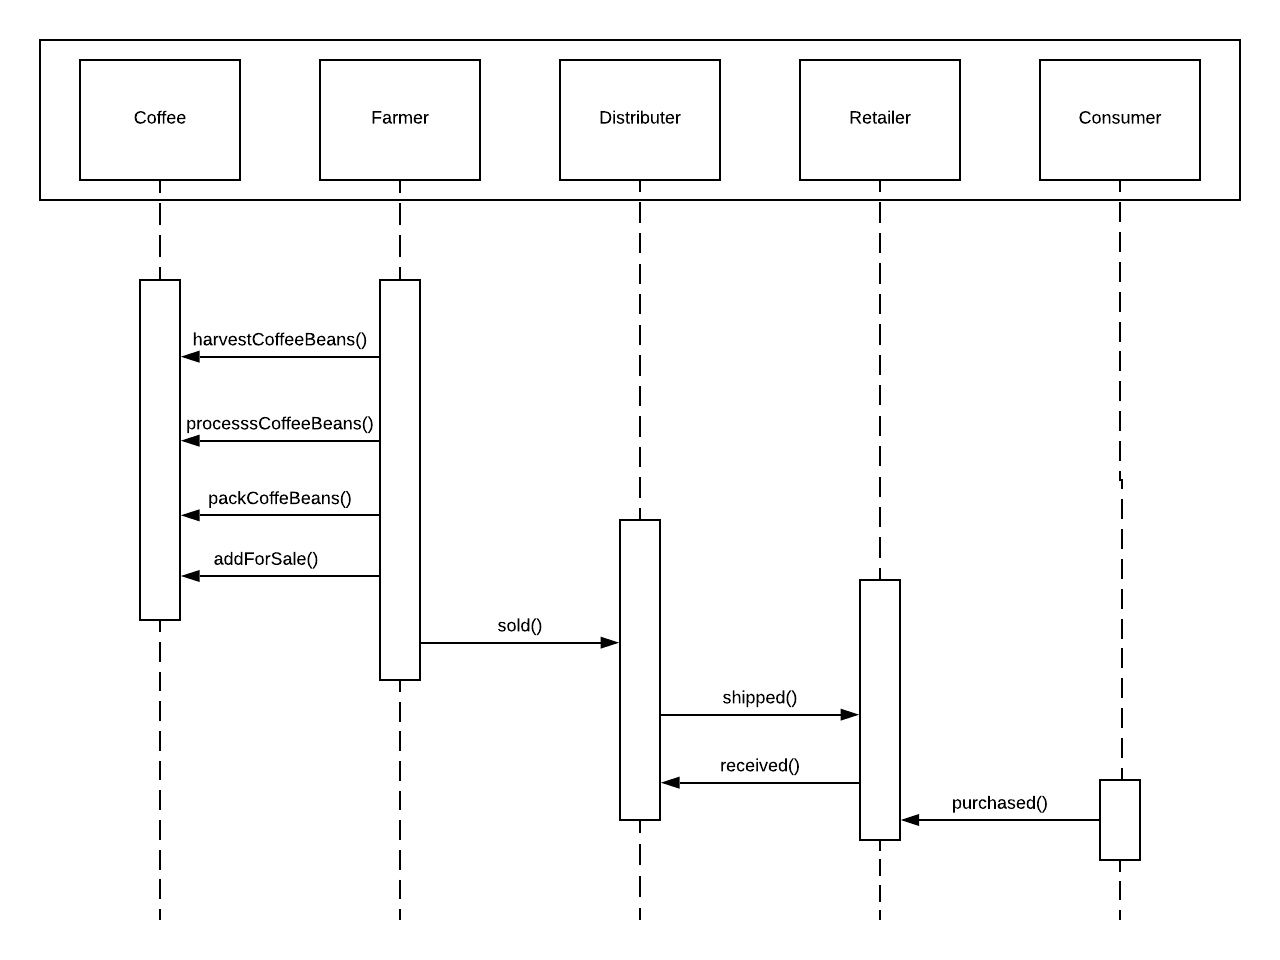 Coffee
Farmer
Distributer
Retailer
Consumer
harvestCoffeeBeans()
processsCoffeeBeans()
packCoffeBeans()
addForSale()
sold()
shipped()
received()
purchased()